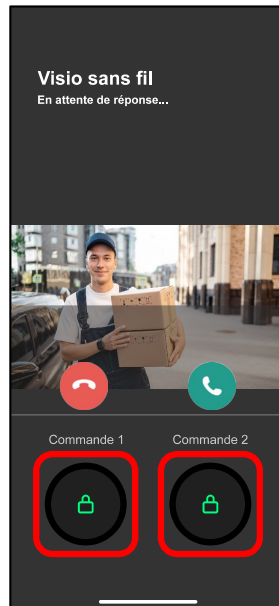 Visio sans fil
En attente de réponse...
Commande 1
Commande 2